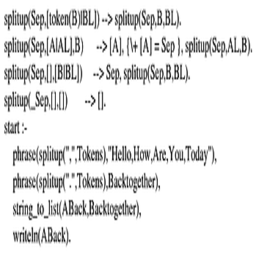 splitup(Sep,[token(B)|BL]) --> splitup(Sep,B,BL).
splitup(Sep,[A|AL],B) --> [A], {\+ [A] = Sep }, splitup(Sep,AL,B).
splitup(Sep,[],[B|BL]) --> Sep, splitup(Sep,B,BL).
splitup(_Sep,[],[]) --> [].
start :-
phrase(splitup(",",Tokens),"Hello,How,Are,You,Today"),
phrase(splitup(".",Tokens),Backtogether),
string_to_list(ABack,Backtogether),
writeln(ABack).